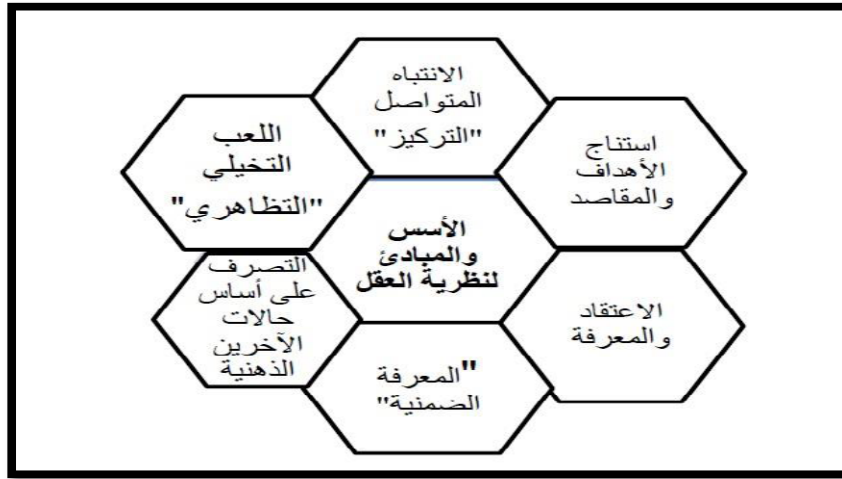 الانتباه
المتواصل
"التركيز"
استنتاج
الأهداف
والمقاصد
الاعتقاد
والمعرفة
"المعرفة
الضمنية"
التصرف
على أساس
حالات
الآخرين
الذهنية
اللعب
التخيلي
"التظاهري"
الأسس
والمبادئ
لنظرية العقل